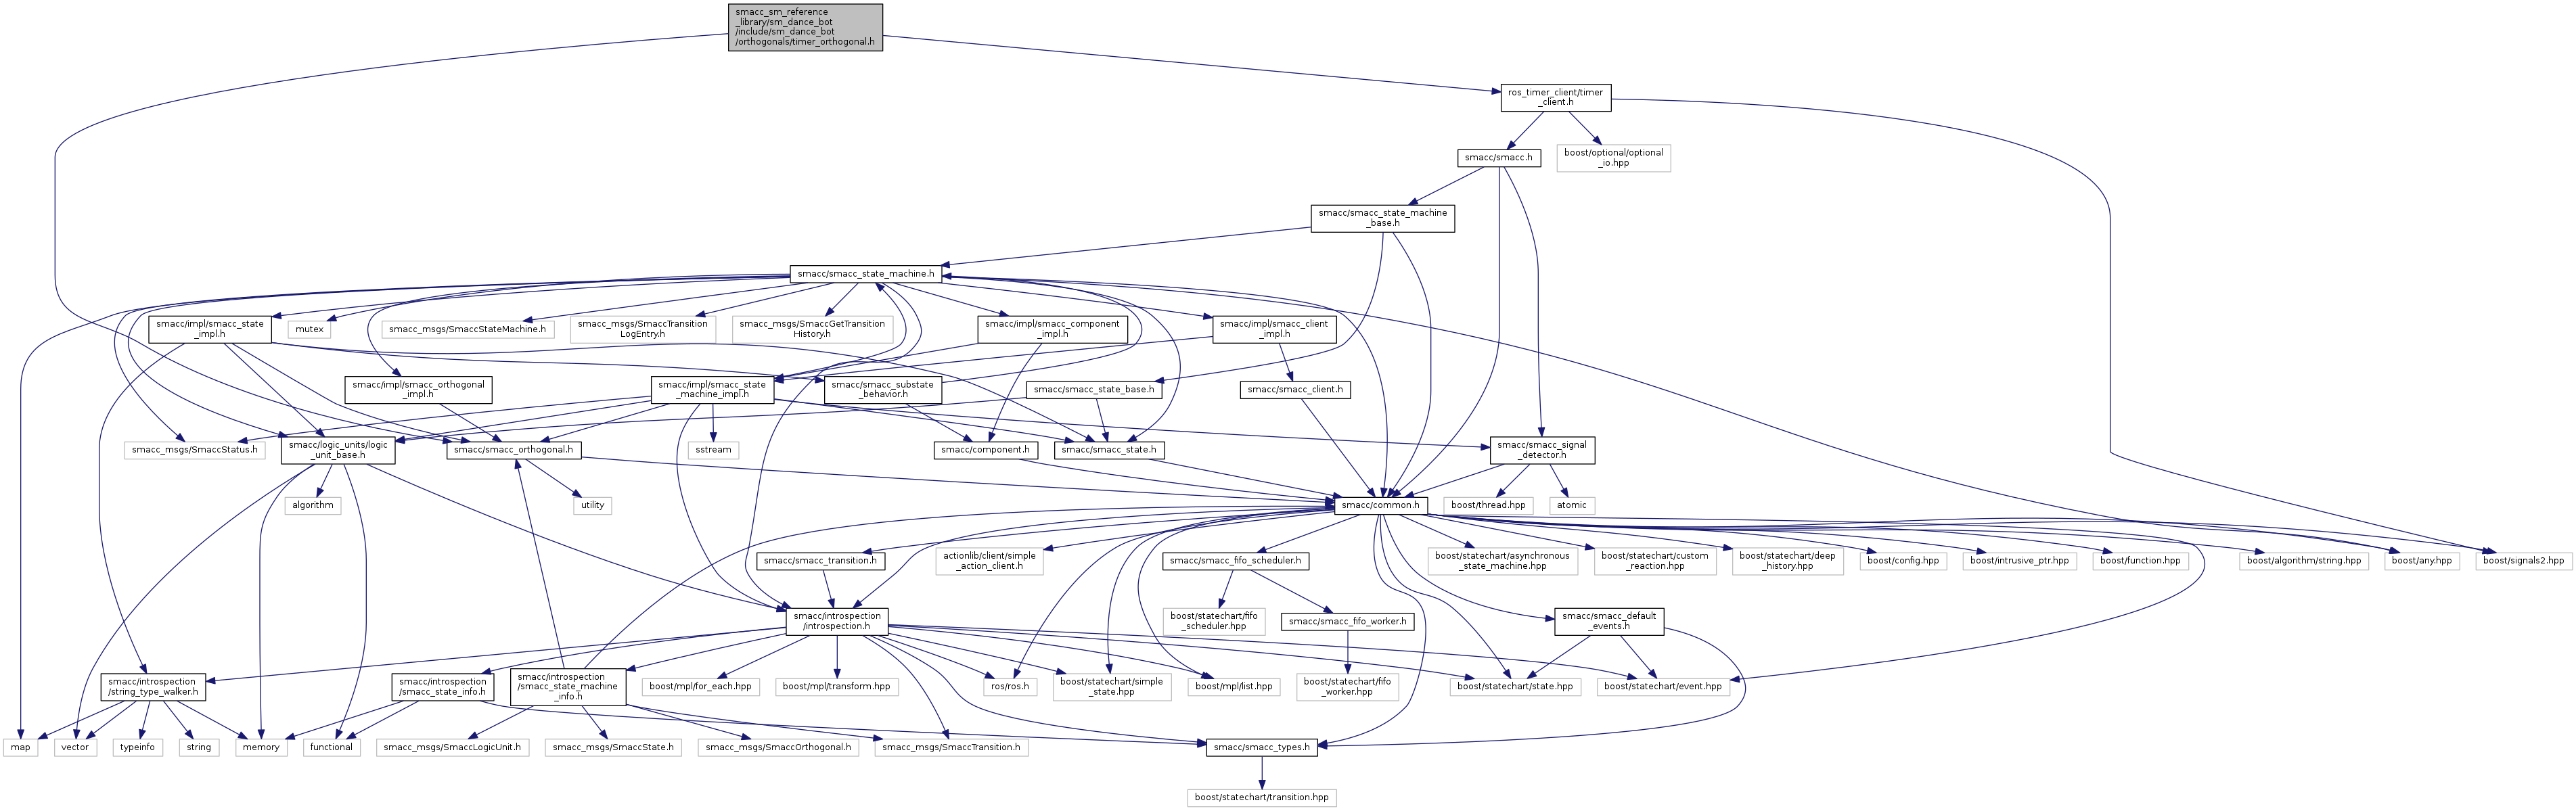 smacc_sm_reference
_library/sm_dance_bot
/include/sm_dance_bot
/orthogonals/timer_orthogonal.h
ros_timer_client/timer
_client.h
smacc/smacc.h
boost/optional/optional
_io.hpp
smacc/smacc_state_machine
_base.h
smacc/smacc_state_machine.h
smacc/impl/smacc_state
_impl.h
mutex
smacc_msgs/SmaccStateMachine.h
smacc_msgs/SmaccTransition
LogEntry.h
smacc_msgs/SmaccGetTransition
History.h
smacc/impl/smacc_component
_impl.h
smacc/impl/smacc_client
_impl.h
smacc/impl/smacc_orthogonal
_impl.h
smacc/impl/smacc_state
_machine_impl.h
smacc/smacc_substate
_behavior.h
smacc/smacc_state_base.h
smacc/smacc_client.h
smacc_msgs/SmaccStatus.h
smacc/logic_units/logic
_unit_base.h
smacc/smacc_orthogonal.h
sstream
smacc/component.h
smacc/smacc_state.h
smacc/smacc_signal
_detector.h
algorithm
utility
smacc/common.h
boost/thread.hpp
atomic
smacc/smacc_transition.h
actionlib/client/simple
_action_client.h
smacc/smacc_fifo_scheduler.h
boost/statechart/asynchronous
_state_machine.hpp
boost/statechart/custom
_reaction.hpp
boost/statechart/deep
_history.hpp
boost/config.hpp
boost/intrusive_ptr.hpp
boost/function.hpp
boost/algorithm/string.hpp
boost/any.hpp
boost/signals2.hpp
smacc/introspection
/introspection.h
boost/statechart/fifo
_scheduler.hpp
smacc/smacc_fifo_worker.h
smacc/smacc_default
_events.h
smacc/introspection
/string_type_walker.h
smacc/introspection
/smacc_state_info.h
smacc/introspection
/smacc_state_machine
_info.h
boost/mpl/for_each.hpp
boost/mpl/transform.hpp
ros/ros.h
boost/statechart/simple
_state.hpp
boost/mpl/list.hpp
boost/statechart/fifo
_worker.hpp
boost/statechart/state.hpp
boost/statechart/event.hpp
map
vector
typeinfo
string
memory
functional
smacc_msgs/SmaccLogicUnit.h
smacc_msgs/SmaccState.h
smacc_msgs/SmaccOrthogonal.h
smacc_msgs/SmaccTransition.h
smacc/smacc_types.h
boost/statechart/transition.hpp